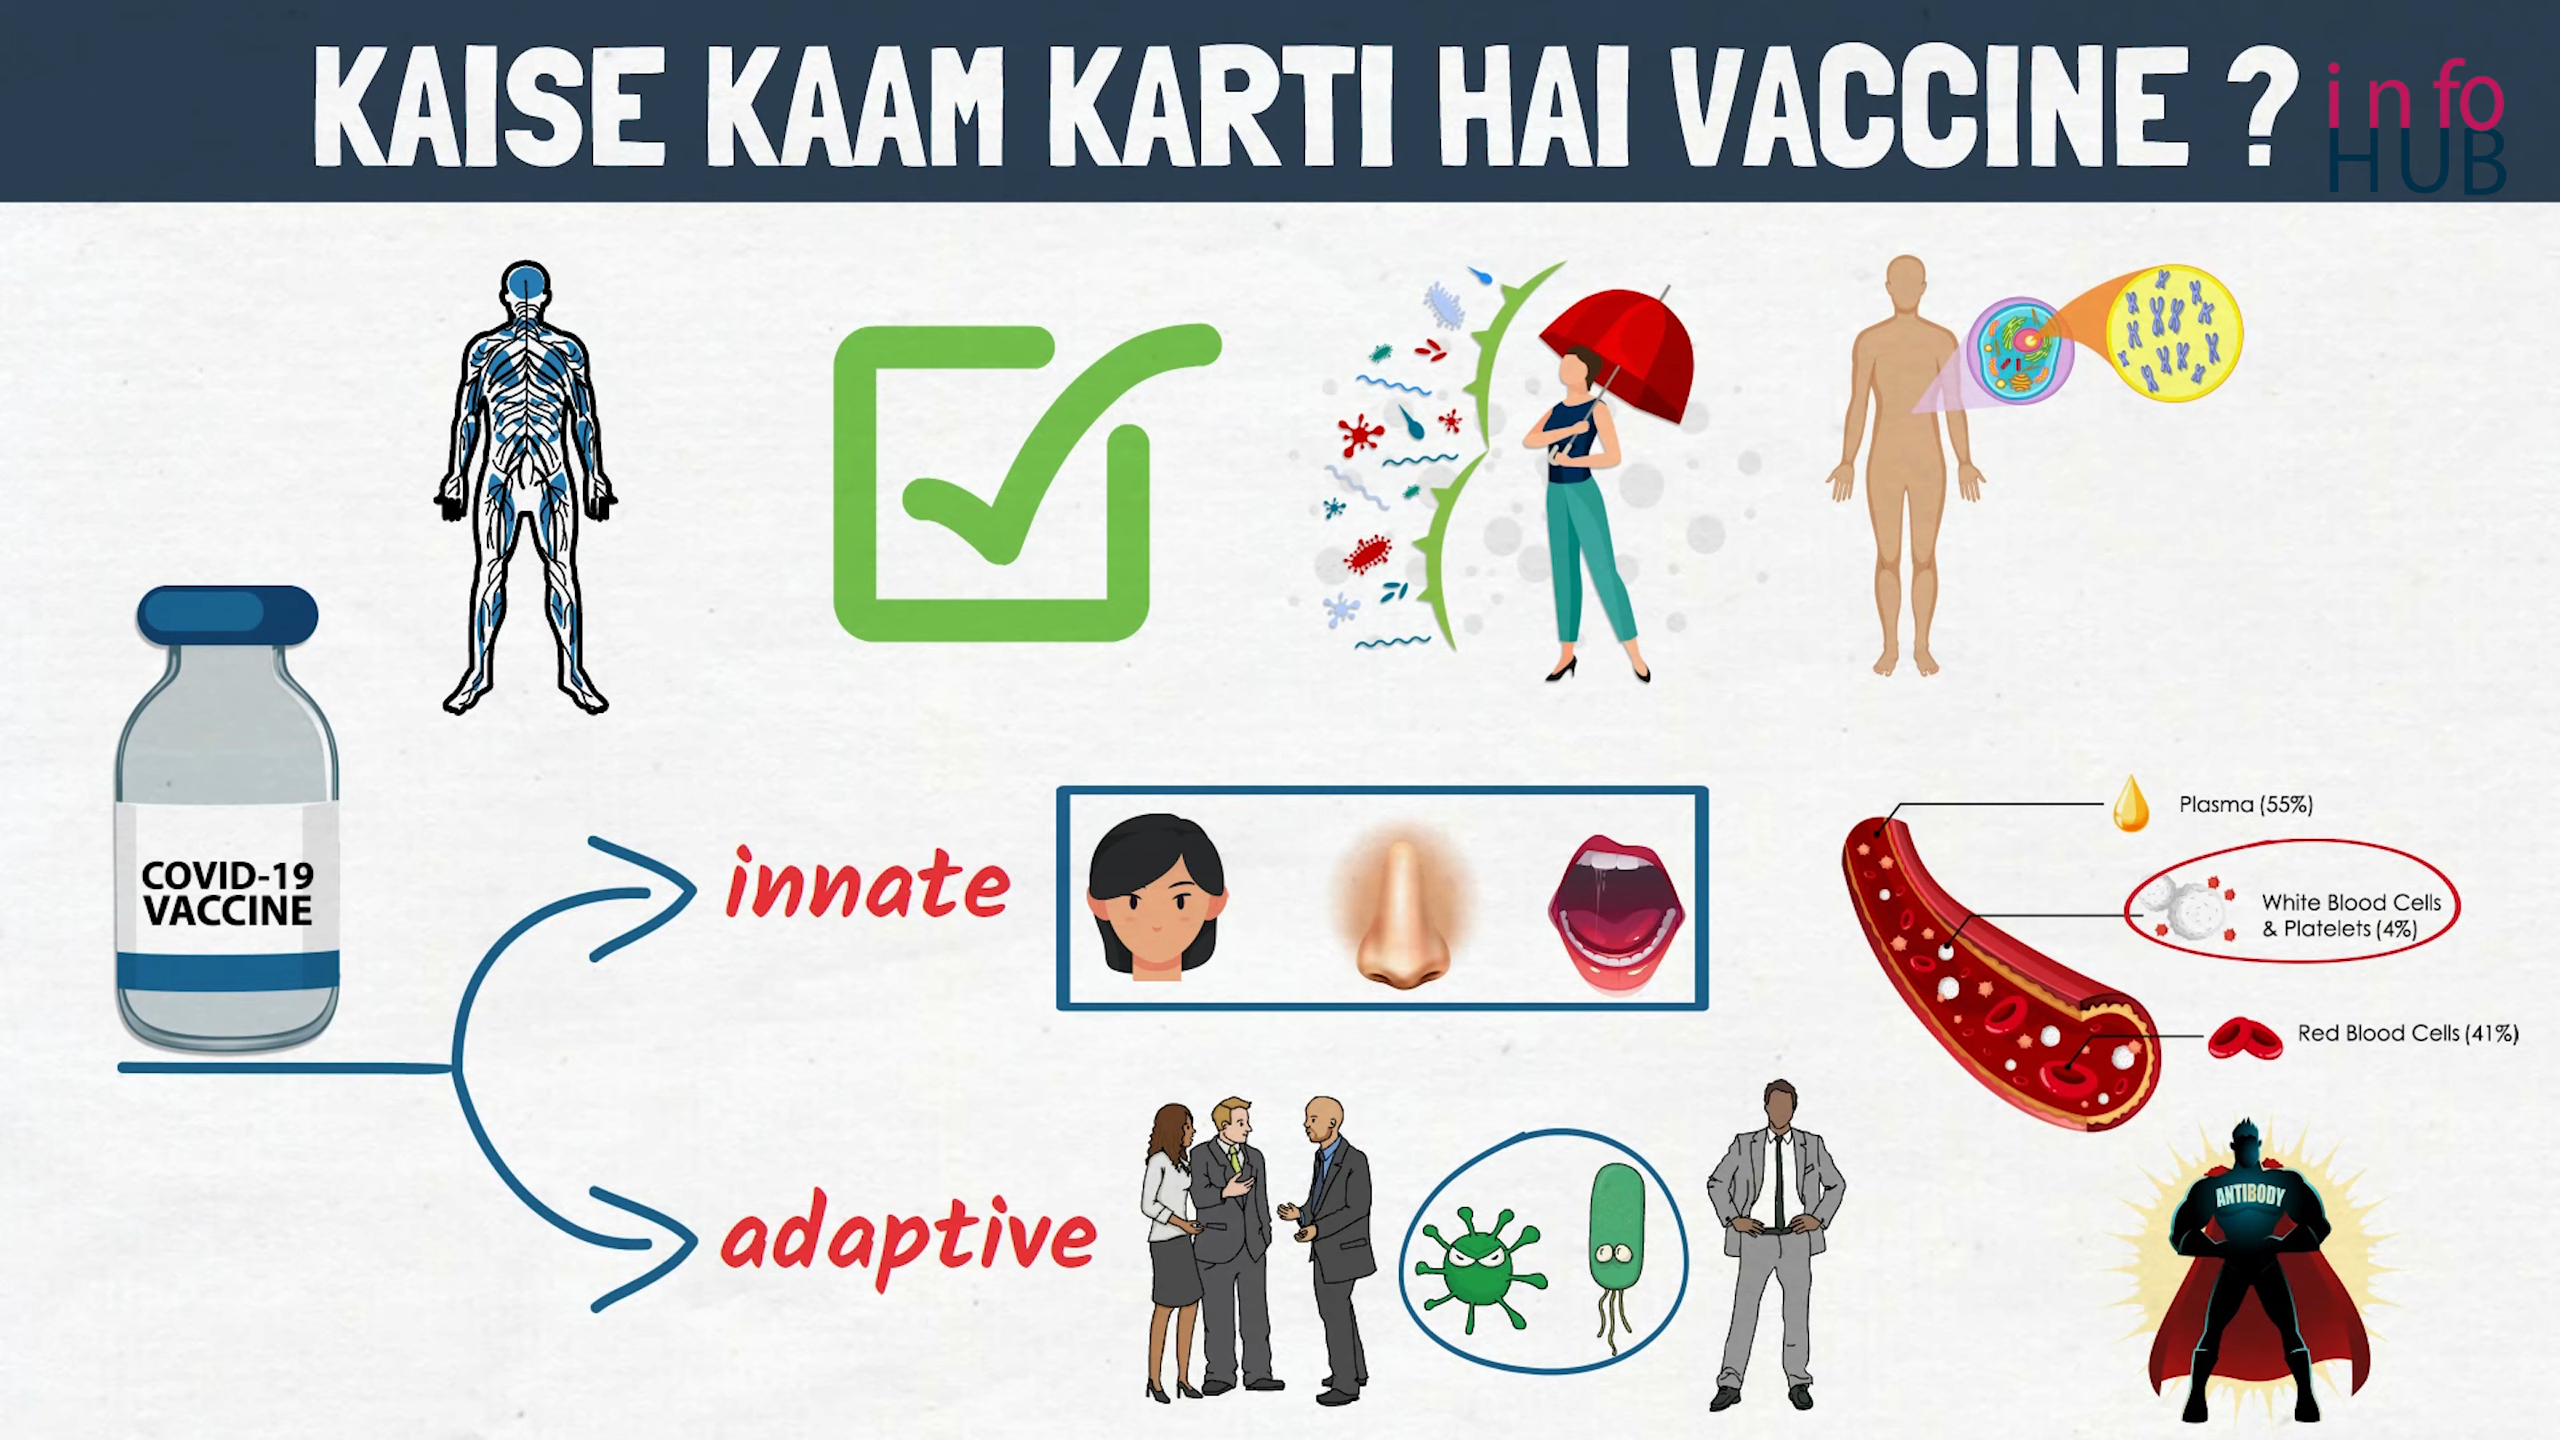 KAISE KAAM KARTI HAI VACCINE ?
info
HUB
COVID-19
VACCINE
innate
Plasma (55%)
White Blood Cells
& Platelets (4%)
Red Blood Cells (41%)
adaptive
ANTIBODY